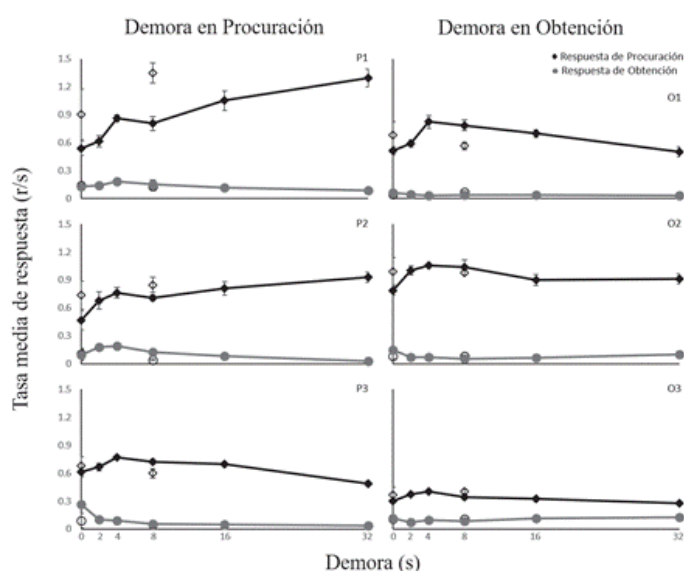 Demora en Procuración
Demora en Obtención
Respuesta de Procuración
Respuesta de Obtención
P1
O1
1.5
1.2
0.9
0.6
0.3
0
P2
O2
1.5
1.2
0.9
0.6
0.3
0
P3
O3
1.5
1.2
0.9
0.6
0.3
0
0 2 4 8 16 32
0 2 4 8 16 32
Tasa media de respuesta (r/s)
Demora (s)